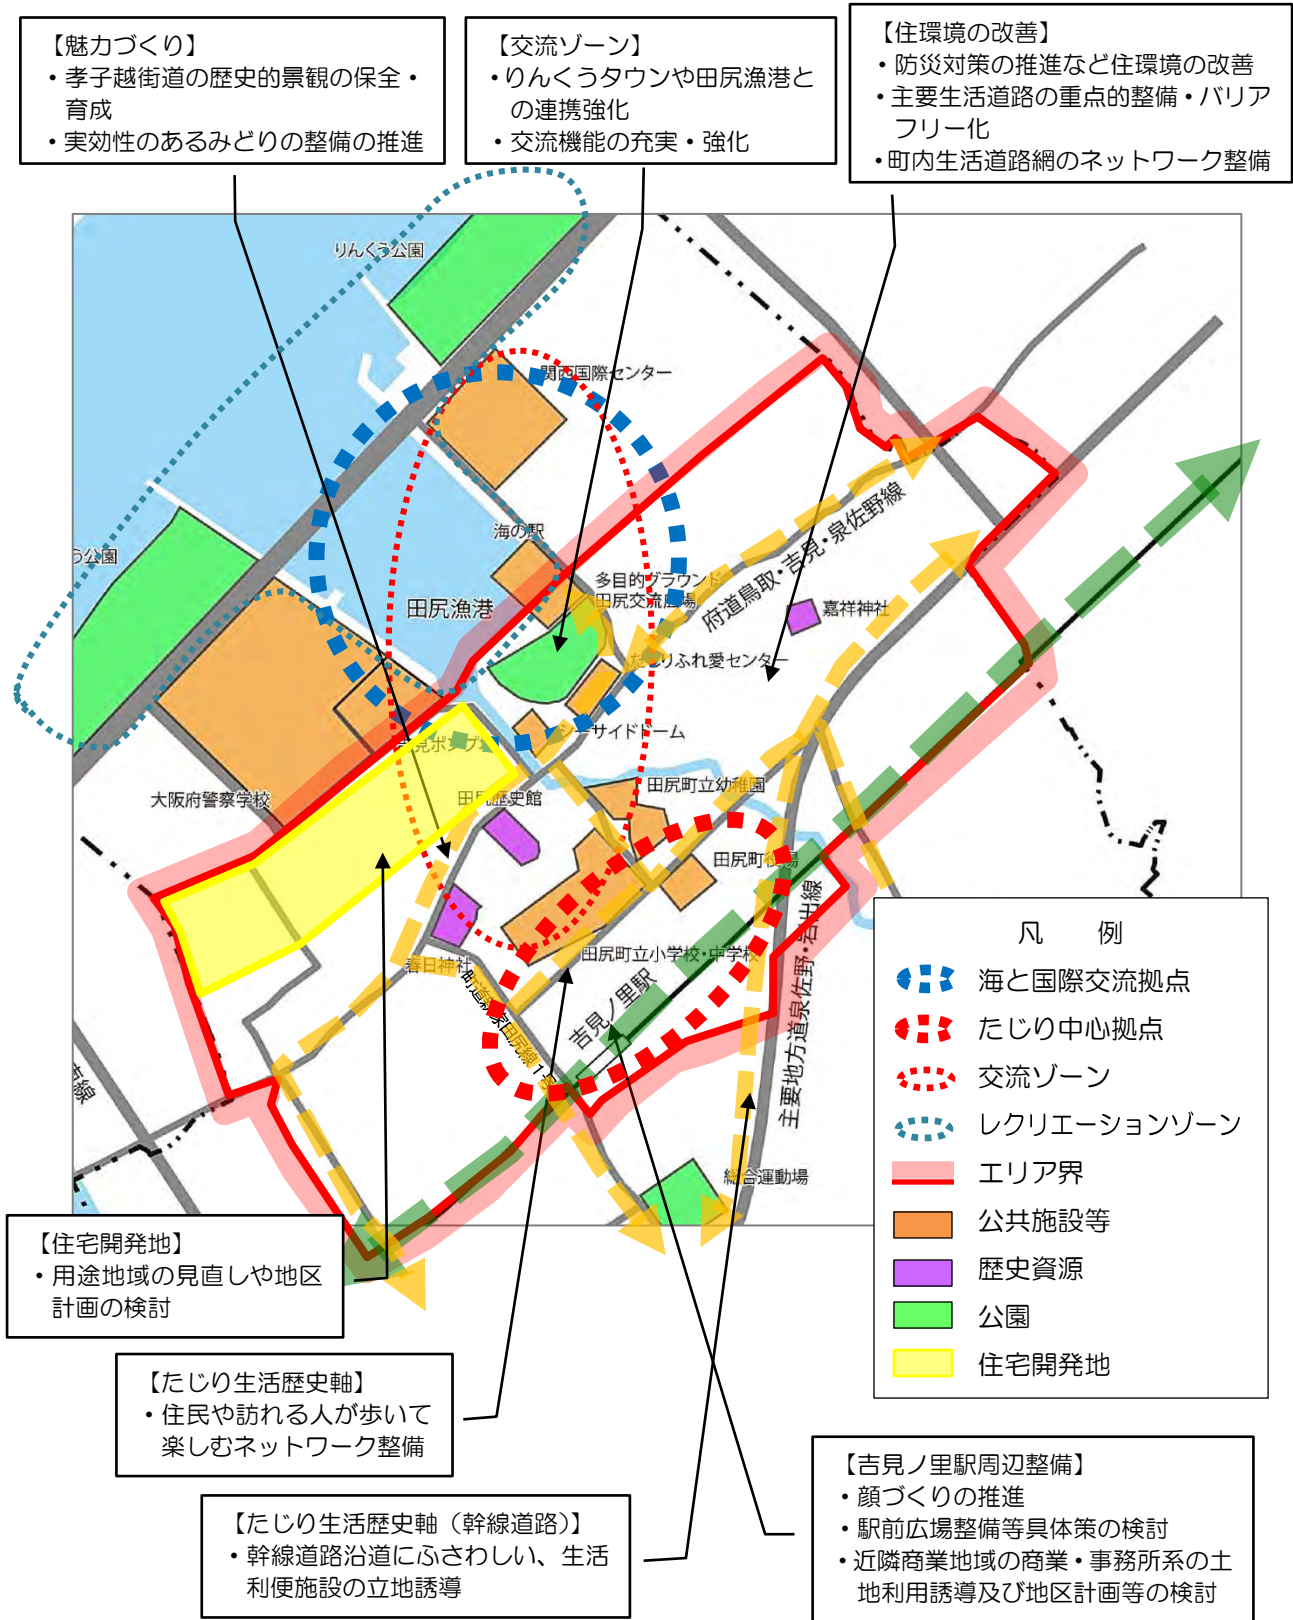 【魅力づくり】
・孝子越街道の歴史的景観の保全・
育成
・実効性のあるみどりの整備の推進
【交流ゾーン】
・りんくうタウンや田尻漁港と
の連携強化
・交流機能の充実・強化
【住環境の改善】
・防災対策の推進など住環境の改善
・主要生活道路の重点的整備・バリア
フリー化
・町内生活道路網のネットワーク整備
りんくう公園
関西国際センター
海の駅
う公園
田尻漁港
多目的グラウンド
田尻交流広場
府道鳥取・吉見・泉佐野線
嘉祥神社
たじりふれ愛センター
シーサイドドーム
吉見ポンプ場
大阪府警察学校
田尻歴史館
田尻町立幼稚園
田尻町役場
春日神社
田尻町立小学校・中学校
町道新家田尻線1号
吉見ノ里駅
主要地方道泉佐野・岩出線
総合運動場
線
凡　例
海と国際交流拠点
たじり中心拠点
交流ゾーン
レクリエーションゾーン
エリア界
公共施設等
歴史資源
公園
住宅開発地
【住宅開発地】
・用途地域の見直しや地区
計画の検討
【たじり生活歴史軸】
・住民や訪れる人が歩いて
楽しむネットワーク整備
【たじり生活歴史軸（幹線道路）】
・幹線道路沿道にふさわしい、生活
利便施設の立地誘導
【吉見ノ里駅周辺整備】
・顔づくりの推進
・駅前広場整備等具体策の検討
・近隣商業地域の商業・事務所系の土
地利用誘導及び地区計画等の検討